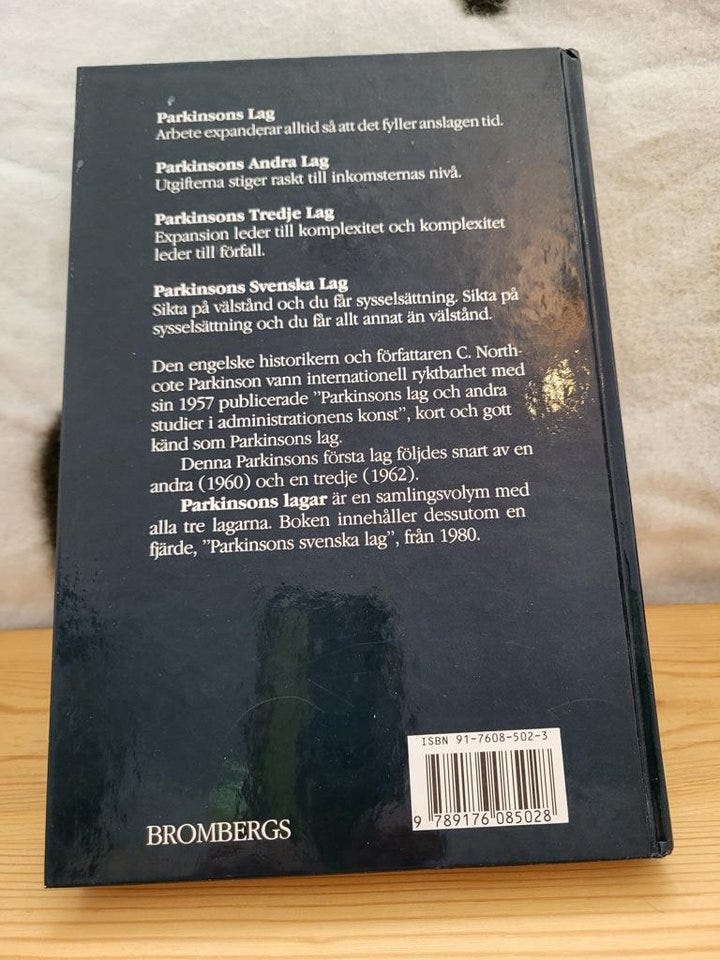 Parkinsons Lag
Arbete expanderar alltid så att det fyller anslagen tid.
Parkinsons Andra Lag
Utgifterna stiger raskt till inkomsternas nivå.
Parkinsons Tredje Lag
Expansion leder till komplexitet och komplexitet
leder till förfall.
Parkinsons Svenska Lag
Sikta på välstånd och du får sysselsättning. Sikta på
sysselsättning och du får allt annat än välstånd.
Den engelske historikern och författaren C. North-
cote Parkinson vann internationell ryktbarhet med
sin 1957 publicerade ”Parkinsons lag och andra
studier i administrationens konst”, kort och gott
känd som Parkinsons lag.
Denna Parkinsons första lag följdes snart av en
andra (1960) och en tredje (1962).
Parkinsons lagar är en samlingsvolym med
alla tre lagarna. Boken innehåller dessutom en
fjärde, ”Parkinsons svenska lag”, från 1980.
ISBN 91-7608-502-3
9 789176 085028
BROMBERGS